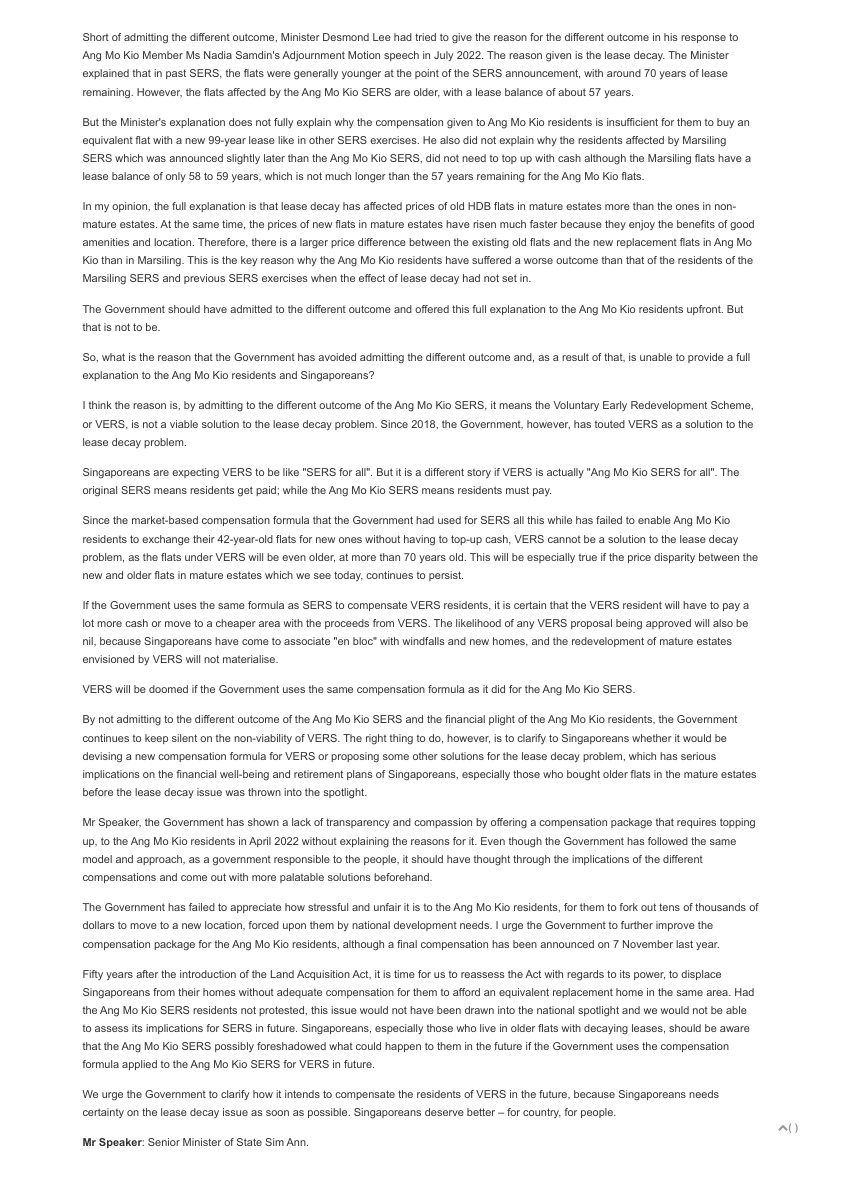 Short of admitting the different outcome, Minister Desmond Lee had tried to give the reason for the different outcome in his response to
Ang Mo Kio Member Ms Nadia Samdin's Adjournment Motion speech in July 2022. The reason given is the lease decay. The Minister
explained that in past SERS, the flats were generally younger at the point of the SERS announcement, with around 70 years of lease
remaining. However, the flats affected by the Ang Mo Kio SERS are older, with a lease balance of about 57 years.
But the Minister's explanation does not fully explain why the compensation given to Ang Mo Kio residents is insufficient for them to buy an
equivalent flat with a new 99-year lease like in other SERS exercises. He also did not explain why the residents affected by Marsiling
SERS which was announced slightly later than the Ang Mo Kio SERS, did not need to top up with cash although the Marsiling flats have a
lease balance of only 58 to 59 years, which is not much longer than the 57 years remaining for the Ang Mo Kio flats.
In my opinion, the full explanation is that lease decay has affected prices of old HDB flats in mature estates more than the ones in non-
mature estates. At the same time, the prices of new flats in mature estates have risen much faster because they enjoy the benefits of good
amenities and location. Therefore, there is a larger price difference between the existing old flats and the new replacement flats in Ang Mo
Kio than in Marsiling. This is the key reason why the Ang Mo Kio residents have suffered a worse outcome than that of the residents of the
Marsiling SERS and previous SERS exercises when the effect of lease decay had not set in.
The Government should have admitted to the different outcome and offered this full explanation to the Ang Mo Kio residents upfront. But
that is not to be.
So, what is the reason that the Government has avoided admitting the different outcome and, as a result of that, is unable to provide a full
explanation to the Ang Mo Kio residents and Singaporeans?
I think the reason is, by admitting to the different outcome of the Ang Mo Kio SERS, it means the Voluntary Early Redevelopment Scheme,
or VERS, is not a viable solution to the lease decay problem. Since 2018, the Government, however, has touted VERS as a solution to the
lease decay problem.
Singaporeans are expecting VERS to be like "SERS for all". But it is a different story if VERS is actually "Ang Mo Kio SERS for all". The
original SERS means residents get paid; while the Ang Mo Kio SERS means residents must pay.
Since the market-based compensation formula that the Government had used for SERS all this while has failed to enable Ang Mo Kio
residents to exchange their 42-year-old flats for new ones without having to top-up cash, VERS cannot be a solution to the lease decay
problem, as the flats under VERS will be even older, at more than 70 years old. This will be especially true if the price disparity between the
new and older flats in mature estates which we see today, continues to persist.
If the Government uses the same formula as SERS to compensate VERS residents, it is certain that the VERS resident will have to pay a
lot more cash or move to a cheaper area with the proceeds from VERS. The likelihood of any VERS proposal being approved will also be
nil, because Singaporeans have come to associate "en bloc" with windfalls and new homes, and the redevelopment of mature estates
envisioned by VERS will not materialise.
VERS will be doomed if the Government uses the same compensation formula as it did for the Ang Mo Kio SERS.
By not admitting to the different outcome of the Ang Mo Kio SERS and the financial plight of the Ang Mo Kio residents, the Government
continues to keep silent on the non-viability of VERS. The right thing to do, however, is to clarify to Singaporeans whether it would be
devising a new compensation formula for VERS or proposing some other solutions for the lease decay problem, which has serious
implications on the financial well-being and retirement plans of Singaporeans, especially those who bought older flats in the mature estates
before the lease decay issue was thrown into the spotlight.
Mr Speaker, the Government has shown a lack of transparency and compassion by offering a compensation package that requires topping
up, to the Ang Mo Kio residents in April 2022 without explaining the reasons for it. Even though the Government has followed the same
model and approach, as a government responsible to the people, it should have thought through the implications of the different
compensations and come out with more palatable solutions beforehand.
The Government has failed to appreciate how stressful and unfair it is to the Ang Mo Kio residents, for them to fork out tens of thousands of
dollars to move to a new location, forced upon them by national development needs. I urge the Government to further improve the
compensation package for the Ang Mo Kio residents, although a final compensation has been announced on 7 November last year.
Fifty years after the introduction of the Land Acquisition Act, it is time for us to reassess the Act with regards to its power, to displace
Singaporeans from their homes without adequate compensation for them to afford an equivalent replacement home in the same area. Had
the Ang Mo Kio SERS residents not protested, this issue would not have been drawn into the national spotlight and we would not be able
to assess its implications for SERS in future. Singaporeans, especially those who live in older flats with decaying leases, should be aware
that the Ang Mo Kio SERS possibly foreshadowed what could happen to them in the future if the Government uses the compensation
formula applied to the Ang Mo Kio SERS for VERS in future.
We urge the Government to clarify how it intends to compensate the residents of VERS in the future, because Singaporeans needs
certainty on the lease decay issue as soon as possible. Singaporeans deserve better – for country, for people.
( )
Mr Speaker: Senior Minister of State Sim Ann.